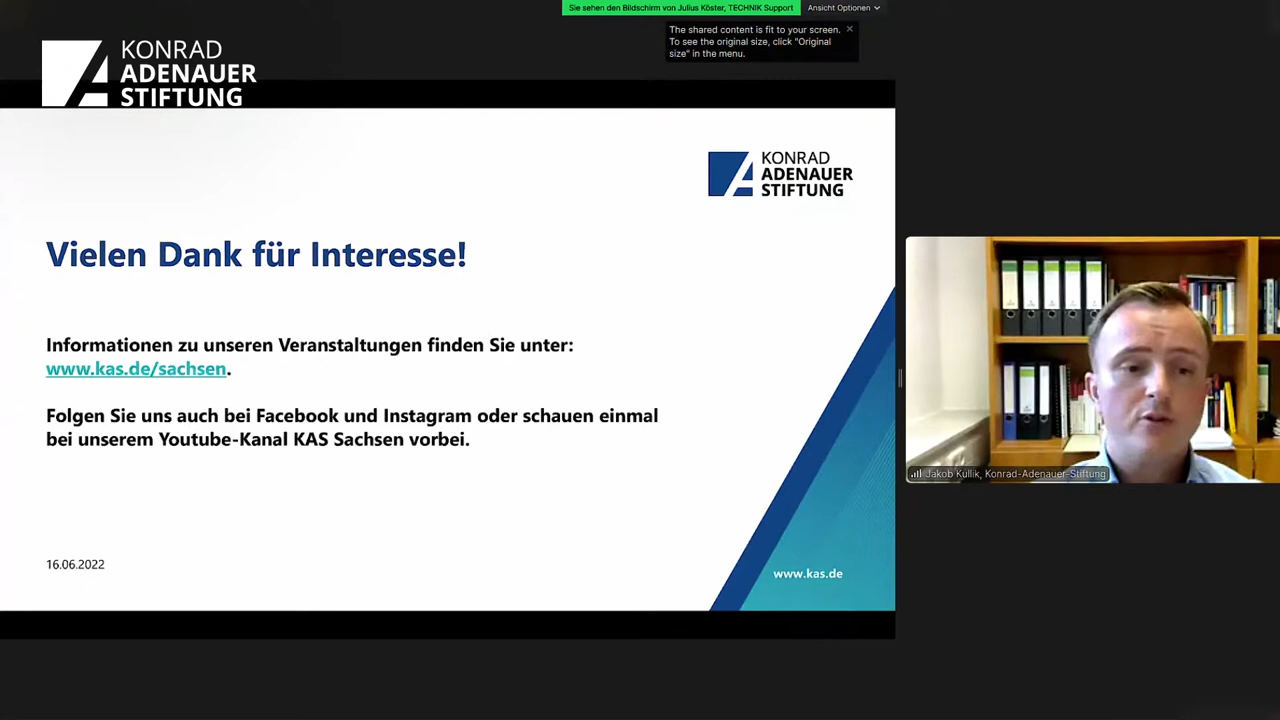 Sie sehen den Bildschirm von Julius Köster, TECHNIK Support
Ansicht Optionen
The shared content is fit to your screen.
To see the original size, click "Original
size" in the menu.
KONRAD
ADENAUER
STIFTUNG
KONRAD
ADENAUER
STIFTUNG
Vielen Dank für Interesse!
Informationen zu unseren Veranstaltungen finden Sie unter:
www.kas.de/sachsen.
Folgen Sie uns auch bei Facebook und Instagram oder schauen einmal
bei unserem Youtube-Kanal KAS Sachsen vorbei.
16.06.2022
www.kas.de
Jakob Kullik, Konrad-Adenauer-Stiftung